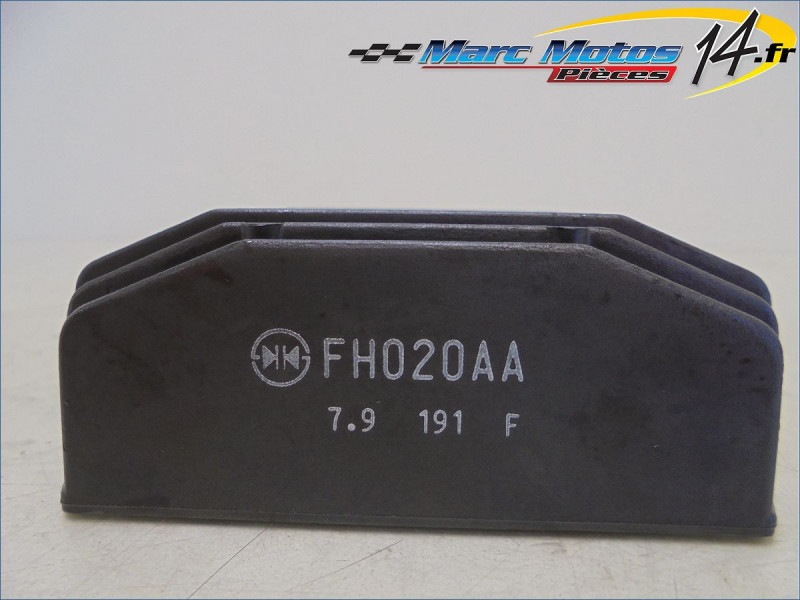 Marc Motos 14.fr
Pièces
FH020AA
7.9 191 F